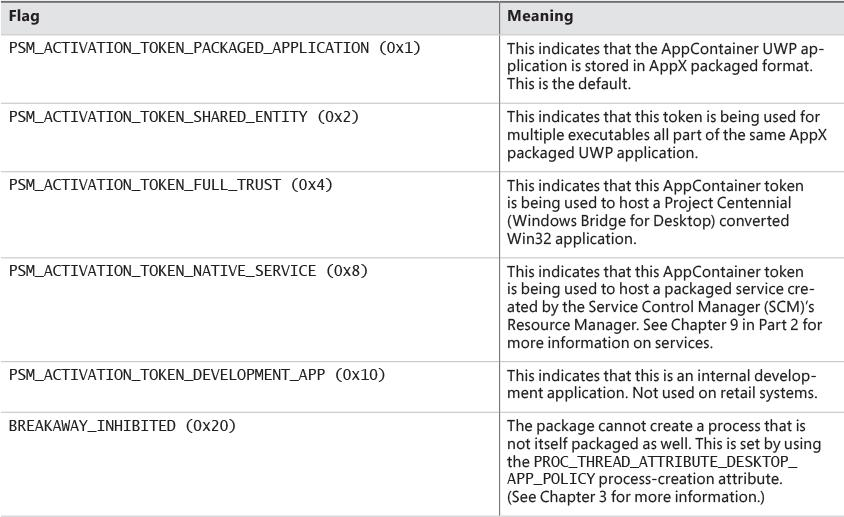 Flag
Meaning
PSM_ACTIVATION_TOKEN_PACKAGED_APPLICATION (0x1)
This indicates that the AppContainer UWP ap-
plication is stored in AppX packaged format.
This is the default.
PSM_ACTIVATION_TOKEN_SHARED_ENTITY (0x2)
This indicates that this token is being used for
multiple executables all part of the same AppX
packaged UWP application.
PSM_ACTIVATION_TOKEN_FULL_TRUST (0x4)
This indicates that this AppContainer token
is being used to host a Project Centennial
(Windows Bridge for Desktop) converted
Win32 application.
PSM_ACTIVATION_TOKEN_NATIVE_SERVICE (0x8)
This indicates that this AppContainer token
is being used to host a packaged service cre-
ated by the Service Control Manager (SCM)'s
Resource Manager. See Chapter 9 in Part 2 for
more information on services.
PSM_ACTIVATION_TOKEN_DEVELOPMENT_APP (0x10)
This indicates that this is an internal develop-
ment application. Not used on retail systems.
BREAKAWAY_INHIBITED (0x20)
The package cannot create a process that is
not itself packaged as well. This is set by using
the PROC_THREAD_ATTRIBUTE_DESKTOP_
APP_POLICY process-creation attribute.
(See Chapter 3 for more information.)